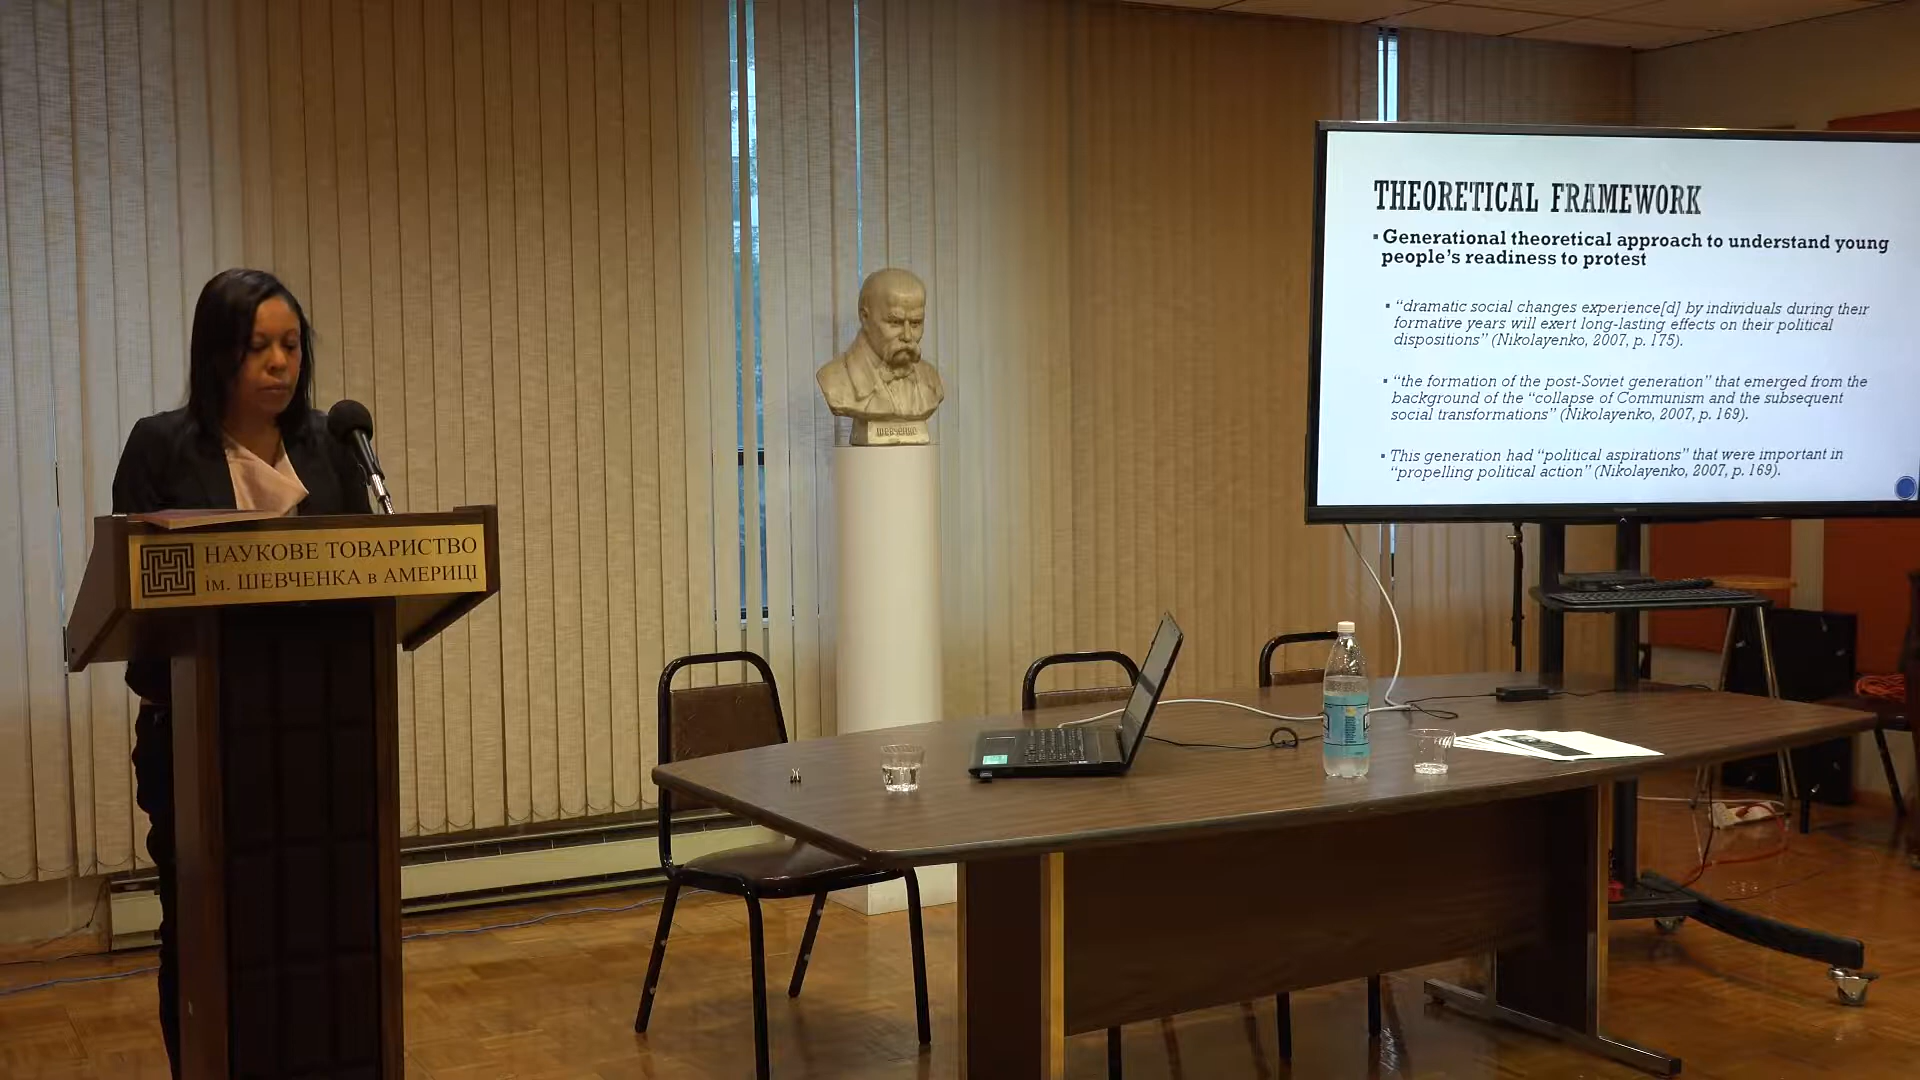 НАУКОВЕ ТОВАРИСТВО
ім. ШЕВЧЕНКА в АМЕРИЦІ
ШЕВЧЕНКО
THEORETICAL FRAMEWORK
▪ Generational theoretical approach to understand young
people's readiness to protest
▪ "dramatic social changes experience[d] by individuals during their
formative years will exert long-lasting effects on their political
dispositions" (Nikolayenko, 2007, p. 175).
▪ "the formation of the post-Soviet generation" that emerged from the
background of the "collapse of Communism and the subsequent
social transformations" (Nikolayenko, 2007, p. 169).
▪ This generation had "political aspirations" that were important in
"propelling political action" (Nikolayenko, 2007, p. 169).